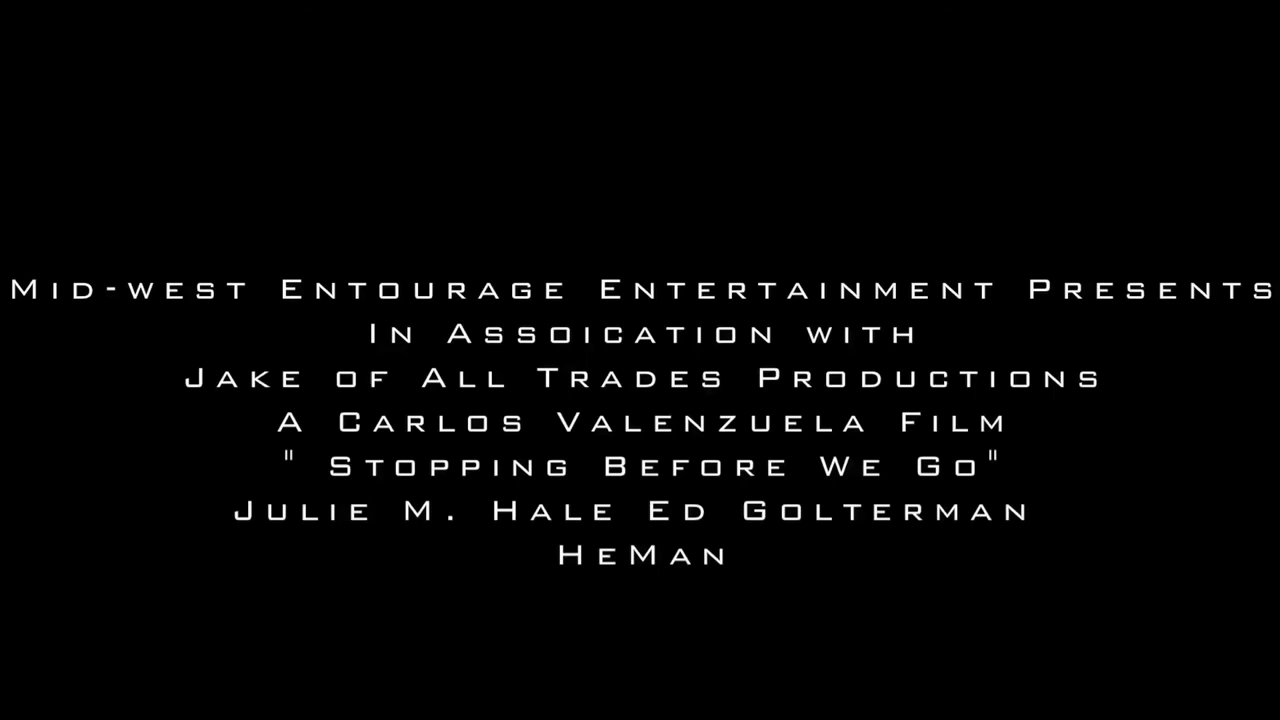 Mid-west Entourage Entertainment Presents
In Assoication with
Jake of All Trades Productions
A Carlos Valenzuela Film
" Stopping Before We Go"
Julie M. Hale Ed Golterman
HeMan